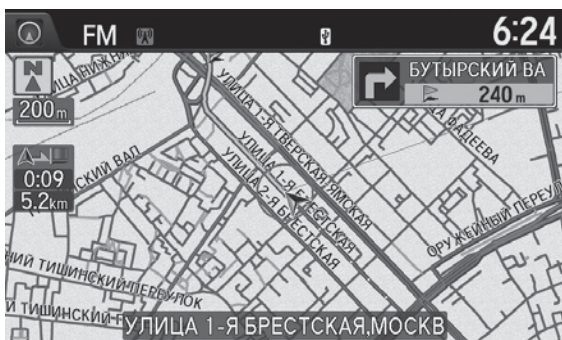 FM
6:24
N
200m
БУТЫРСКИЙ ВА
240 m
0:09
5.2km
УЛИЦА 1-Я ТВЕРСКАЯ-ЯМСКАЯ
УЛИЦА 1-Я БРЕСТСКАЯ
УЛИЦА 2-Я БРЕСТСКАЯ
ЦА ФАДЕЕВА
СКИЙ ВАЛ
ОРУЖЕЙНЫЙ ПЕРЕУЛ
НИЙ ТИШИНСКИЙ ПЕРЕУЛОК
Й ТИШИНСКИЙ
УЛИЦА 1-Я БРЕСТСКАЯ,МОСКВ